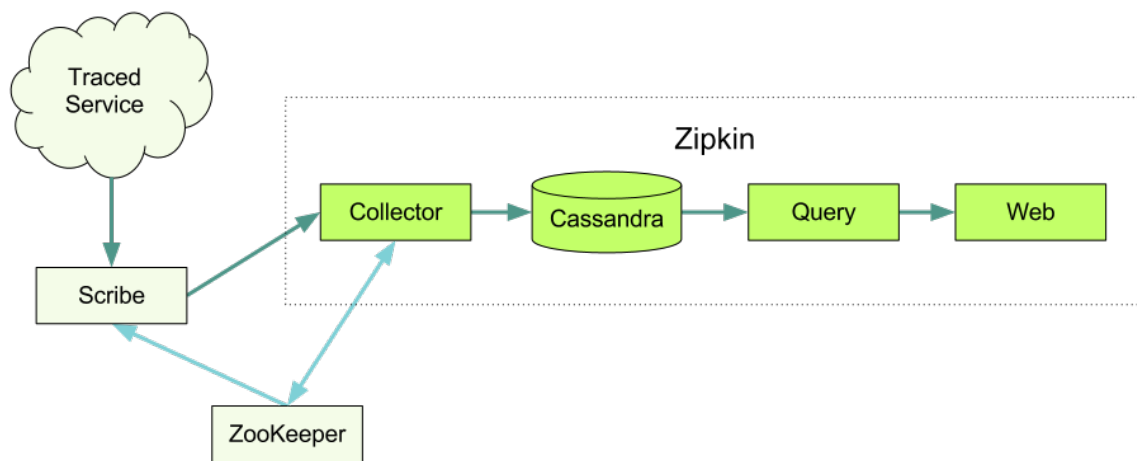 Traced
Service
Zipkin
Collector
Cassandra
Query
Web
Scribe
ZooKeeper